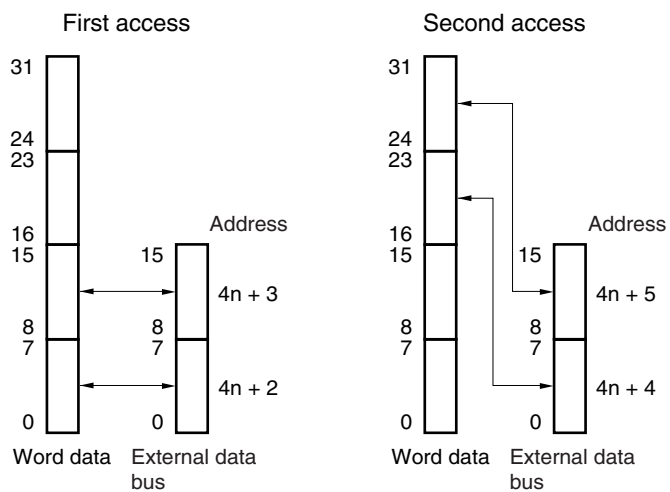 First access
31
24
23
16
15
8
7
0
Address
15
4n + 3
8
7
4n + 2
0
Word data
External data
bus
Second access
31
24
23
16
15
8
7
0
Address
15
4n + 5
8
7
4n + 4
0
Word data
External data
bus